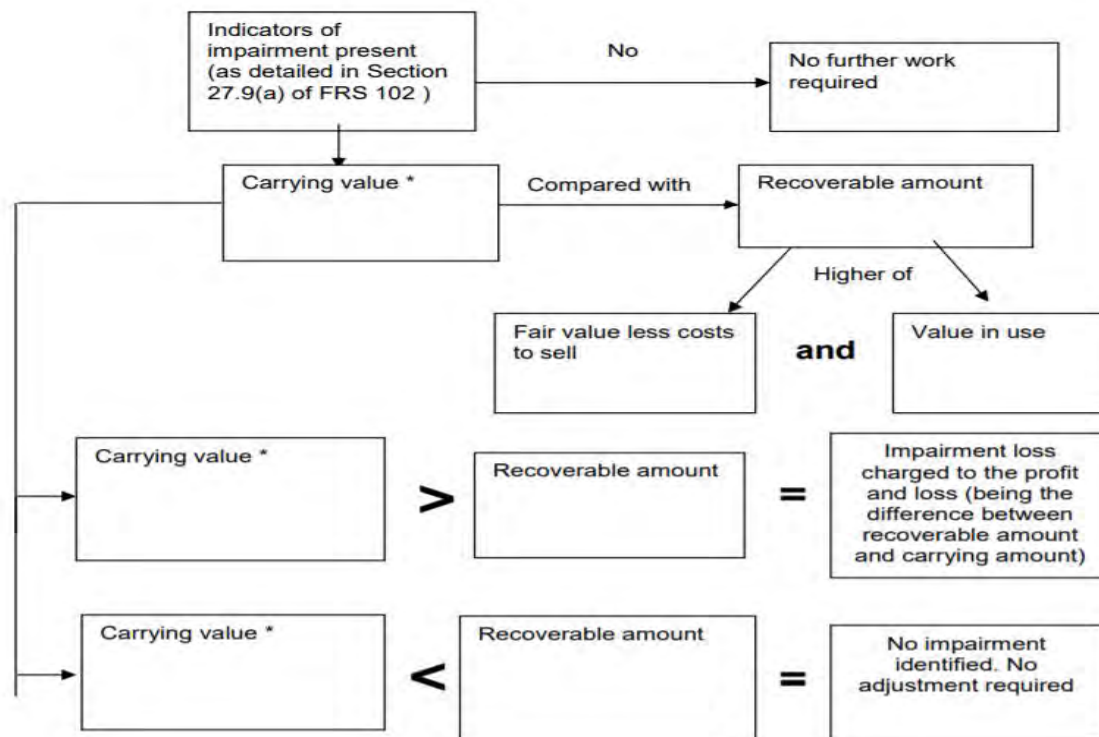 Indicators of
impairment present
(as detailed in Section
27.9(a) of FRS 102 )
No
No further work
required
Carrying value *
Compared with
Recoverable amount
Higher of
Fair value less costs
to sell
and
Value in use
Carrying value *
>
Recoverable amount
=
Impairment loss
charged to the profit
and loss (being the
difference between
recoverable amount
and carrying amount)
Carrying value *
<
Recoverable amount
=
No impairment
identified. No
adjustment required